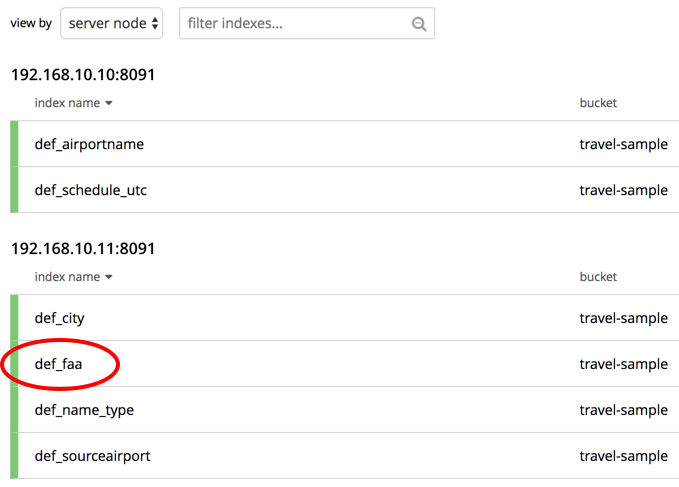 view by server node filter indexes...
192.168.10.10:8091
index name bucket
def_airportname travel-sample
def_schedule_utc travel-sample
192.168.10.11:8091
index name bucket
def_city travel-sample
def_faa travel-sample
def_name_type travel-sample
def_sourceairport travel-sample